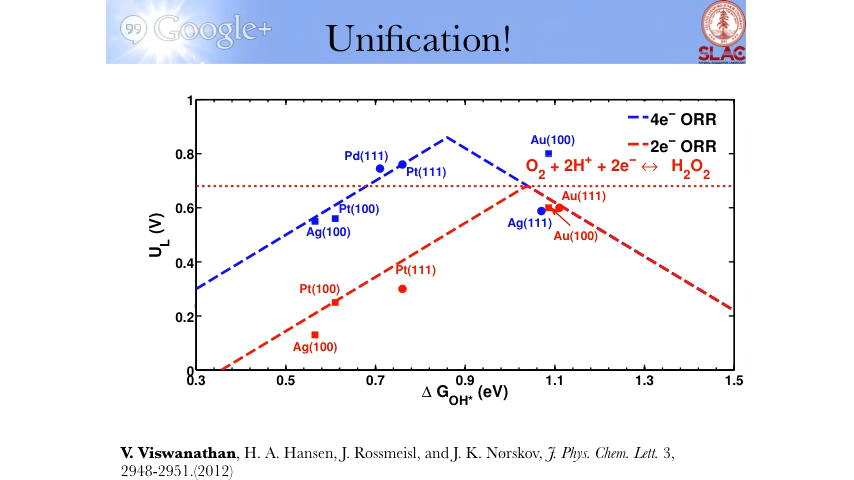 Google+
Unification!
SLAC
1
0.8
0.6
0.4
0.2
0
U_L (V)
4e⁻ ORR
2e⁻ ORR
O₂ + 2H⁺ + 2e⁻ ↔ H₂O₂
Au(100)
Pd(111)
Pt(111)
Pt(100)
Ag(100)
Au(111)
Ag(111)
Au(100)
Pt(111)
Pt(100)
Ag(100)
0.3 0.5 0.7 0.9 1.1 1.3 1.5
Δ G_OH* (eV)
V. Viswanathan, H. A. Hansen, J. Rossmeisl, and J. K. Nørskov, J. Phys. Chem. Lett. 3,
2948-2951.(2012)